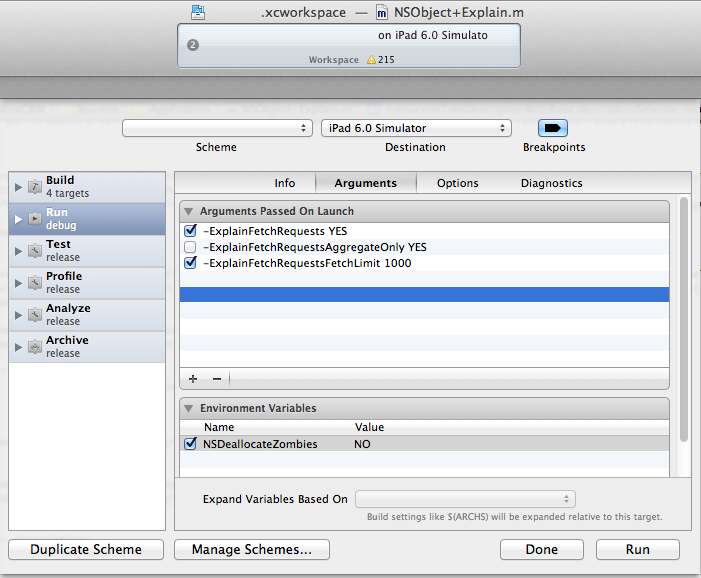 .xcworkspace — NSObject+Explain.m
2
on iPad 6.0 Simulato
Workspace 215
iPad 6.0 Simulator
Scheme Destination Breakpoints
Build
4 targets
Run
debug
Test
release
Profile
release
Analyze
release
Archive
release
Info Arguments Options Diagnostics
Arguments Passed On Launch
-ExplainFetchRequests YES
-ExplainFetchRequestsAggregateOnly YES
-ExplainFetchRequestsFetchLimit 1000
Environment Variables
Name Value
NSDeallocateZombies NO
Expand Variables Based On
Build settings like $(ARCHS) will be expanded relative to this target.
Duplicate Scheme Manage Schemes... Done Run